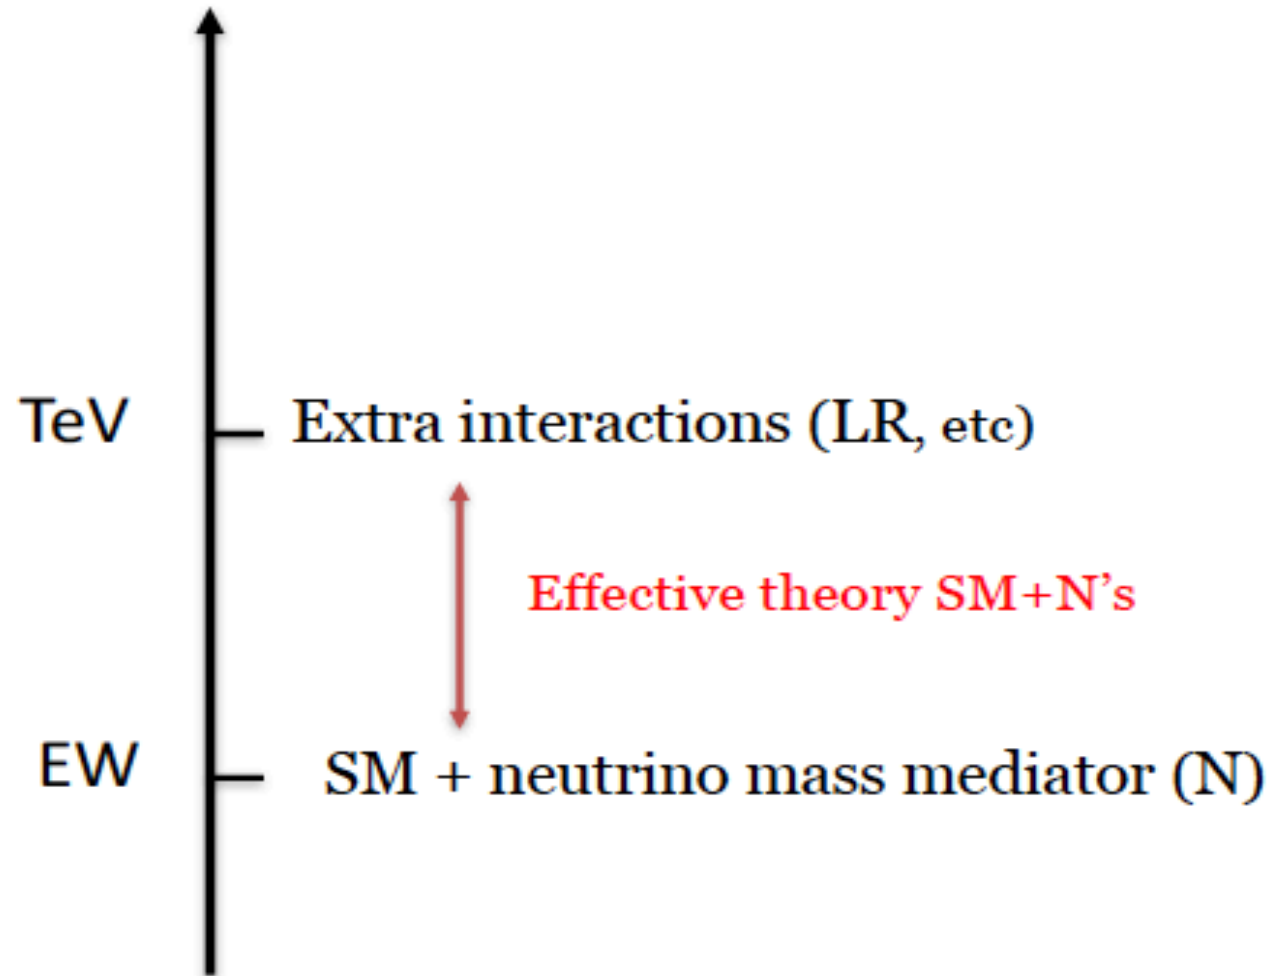 TeV
Extra interactions (LR, etc)
Effective theory SM+N’s
EW
SM + neutrino mass mediator (N)